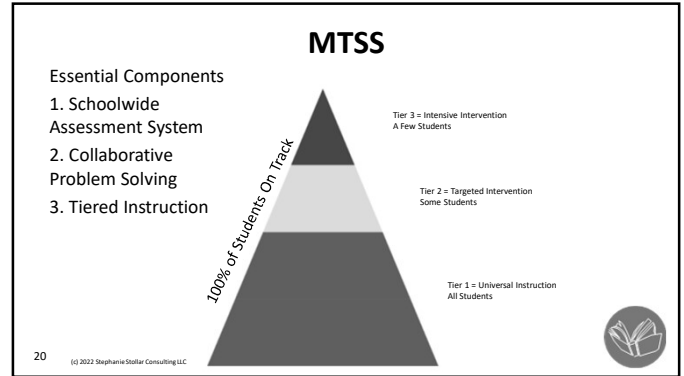 MTSS
Essential Components
1. Schoolwide
Assessment System
2. Collaborative
Problem Solving
3. Tiered Instruction
100% of Students On Track
Tier 3 = Intensive Intervention
A Few Students
Tier 2 = Targeted Intervention
Some Students
Tier 1 = Universal Instruction
All Students
20
(c) 2022 Stephanie Stollar Consulting LLC